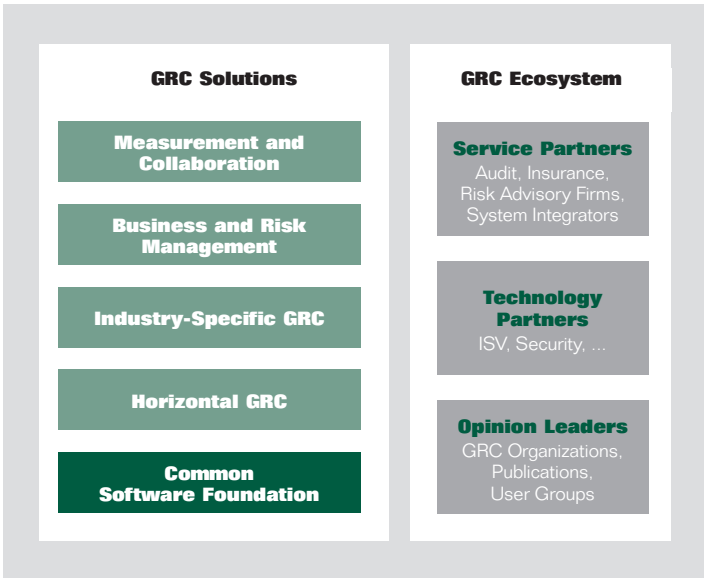 GRC Solutions
Measurement and
Collaboration
Business and Risk
Management
Industry-Specific GRC
Horizontal GRC
Common
Software Foundation
GRC Ecosystem
Service Partners
Audit, Insurance,
Risk Advisory Firms,
System Integrators
Technology
Partners
ISV, Security, ...
Opinion Leaders
GRC Organizations,
Publications,
User Groups